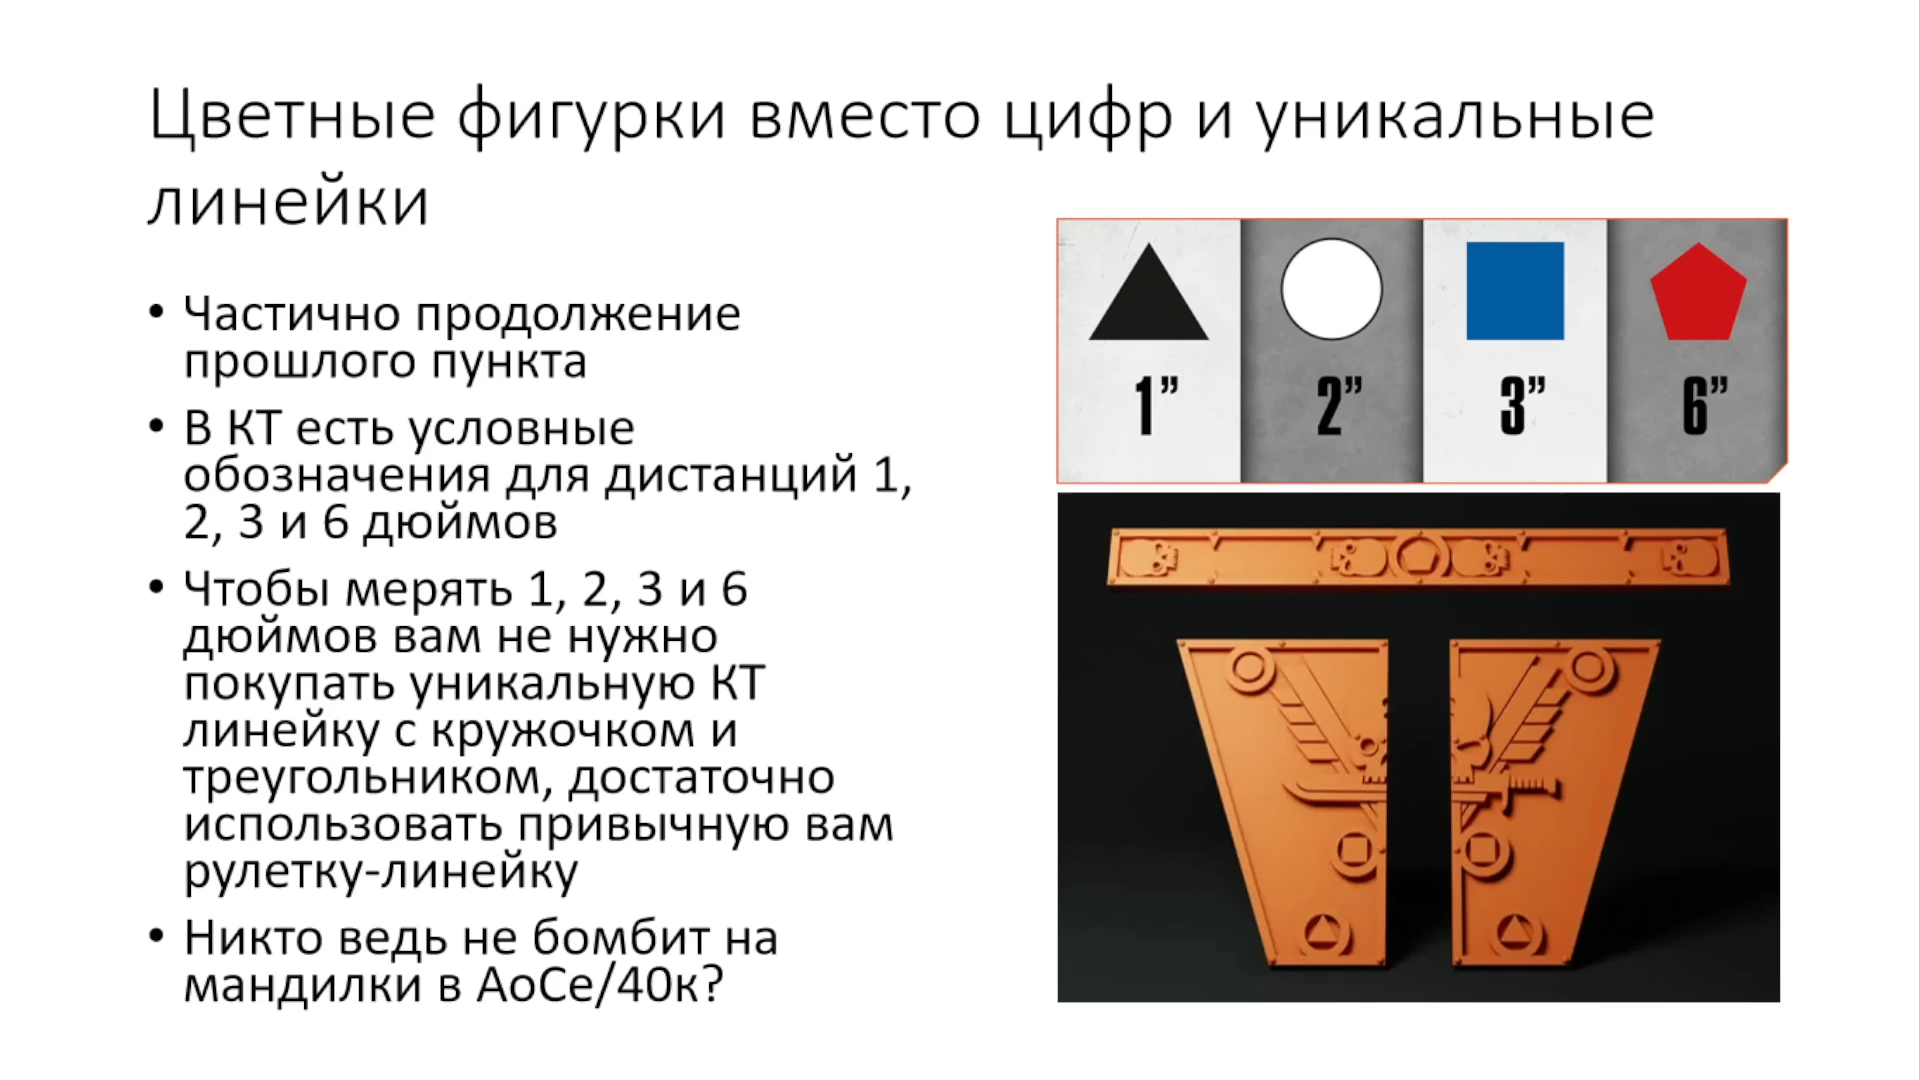 Цветные фигурки вместо цифр и уникальные
линейки
• Частично продолжение
прошлого пункта
• В КТ есть условные
обозначения для дистанций 1,
2, 3 и 6 дюймов
• Чтобы мерять 1, 2, 3 и 6
дюймов вам не нужно
покупать уникальную КТ
линейку с кружочком и
треугольником, достаточно
использовать привычную вам
рулетку-линейку
• Никто ведь не бомбит на
мандилки в АоСе/40к?
1” 2” 3” 6”